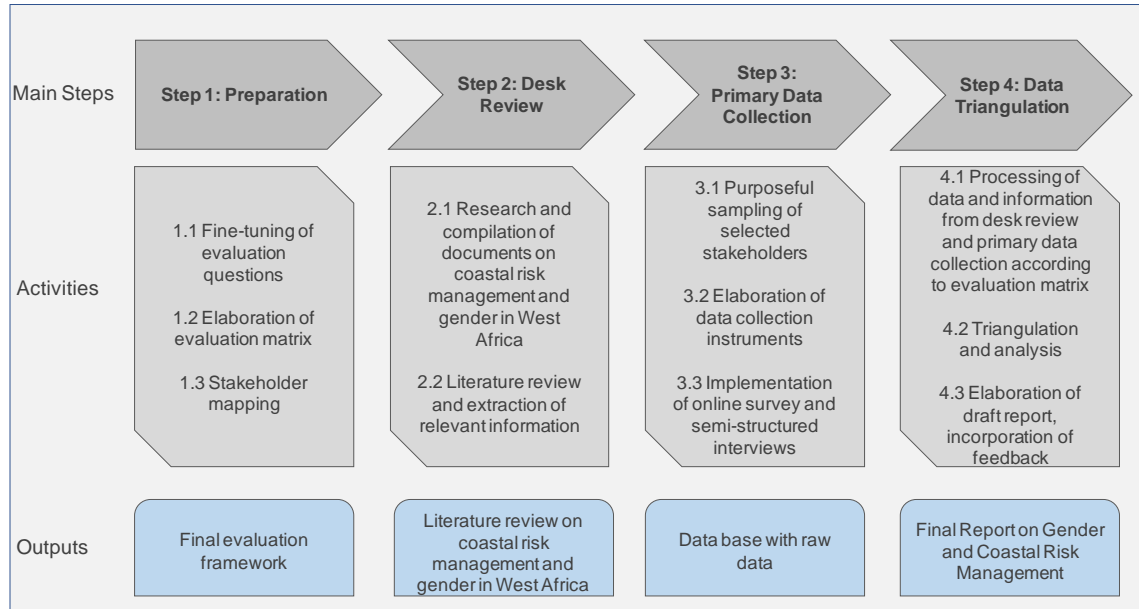 Main Steps
Step 1: Preparation
Step 2: Desk
Review
Step 3:
Primary Data
Collection
Step 4: Data
Triangulation
Activities
1.1 Fine-tuning of
evaluation
questions
1.2 Elaboration of
evaluation matrix
1.3 Stakeholder
mapping
2.1 Research and
compilation of
documents on
coastal risk
management and
gender in West
Africa
2.2 Literature review
and extraction of
relevant information
3.1 Purposeful
sampling of
selected
stakeholders
3.2 Elaboration of
data collection
instruments
3.3 Implementation
of online survey and
semi-structured
interviews
4.1 Processing of
data and information
from desk review
and primary data
collection according
to evaluation matrix
4.2 Triangulation
and analysis
4.3 Elaboration of
draft report,
incorporation of
feedback
Outputs
Final evaluation
framework
Literature review on
coastal risk
management and
gender in West Africa
Data base with raw
data
Final Report on Gender
and Coastal Risk
Management